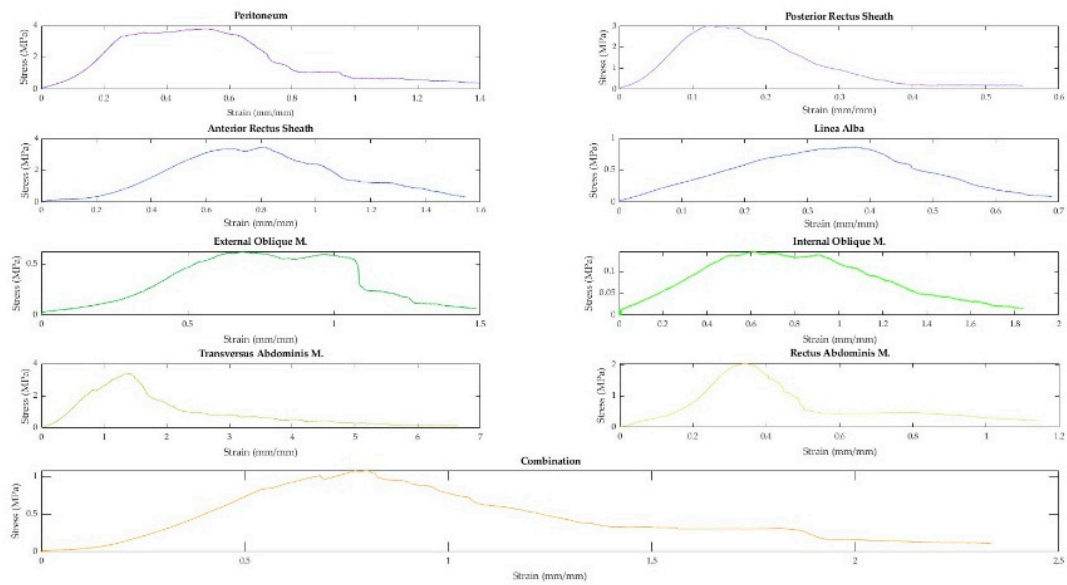 Peritoneum
Stress (MPa)
4
2
0
0 0.2 0.4 0.6 0.8 1 1.2 1.4
Strain (mm/mm)
Posterior Rectus Sheath
Stress (MPa)
3
2
1
0
0 0.1 0.2 0.3 0.4 0.5 0.6
Strain (mm/mm)
Anterior Rectus Sheath
Stress (MPa)
4
2
0
0 0.2 0.4 0.6 0.8 1 1.2 1.4 1.6
Strain (mm/mm)
Linea Alba
Stress (MPa)
1
0.5
0
0 0.1 0.2 0.3 0.4 0.5 0.6 0.7
Strain (mm/mm)
External Oblique M.
Stress (MPa)
0.5
0
0 0.5 1 1.5
Strain (mm/mm)
Internal Oblique M.
Stress (MPa)
0.1
0.05
0
0 0.2 0.4 0.6 0.8 1 1.2 1.4 1.6 1.8 2
Strain (mm/mm)
Transversus Abdominis M.
Stress (MPa)
4
2
0
0 1 2 3 4 5 6 7
Strain (mm/mm)
Rectus Abdominis M.
Stress (MPa)
2
1
0
0 0.2 0.4 0.6 0.8 1 1.2
Strain (mm/mm)
Combination
Stress (MPa)
1
0.5
0
0 0.5 1 1.5 2 2.5
Strain (mm/mm)